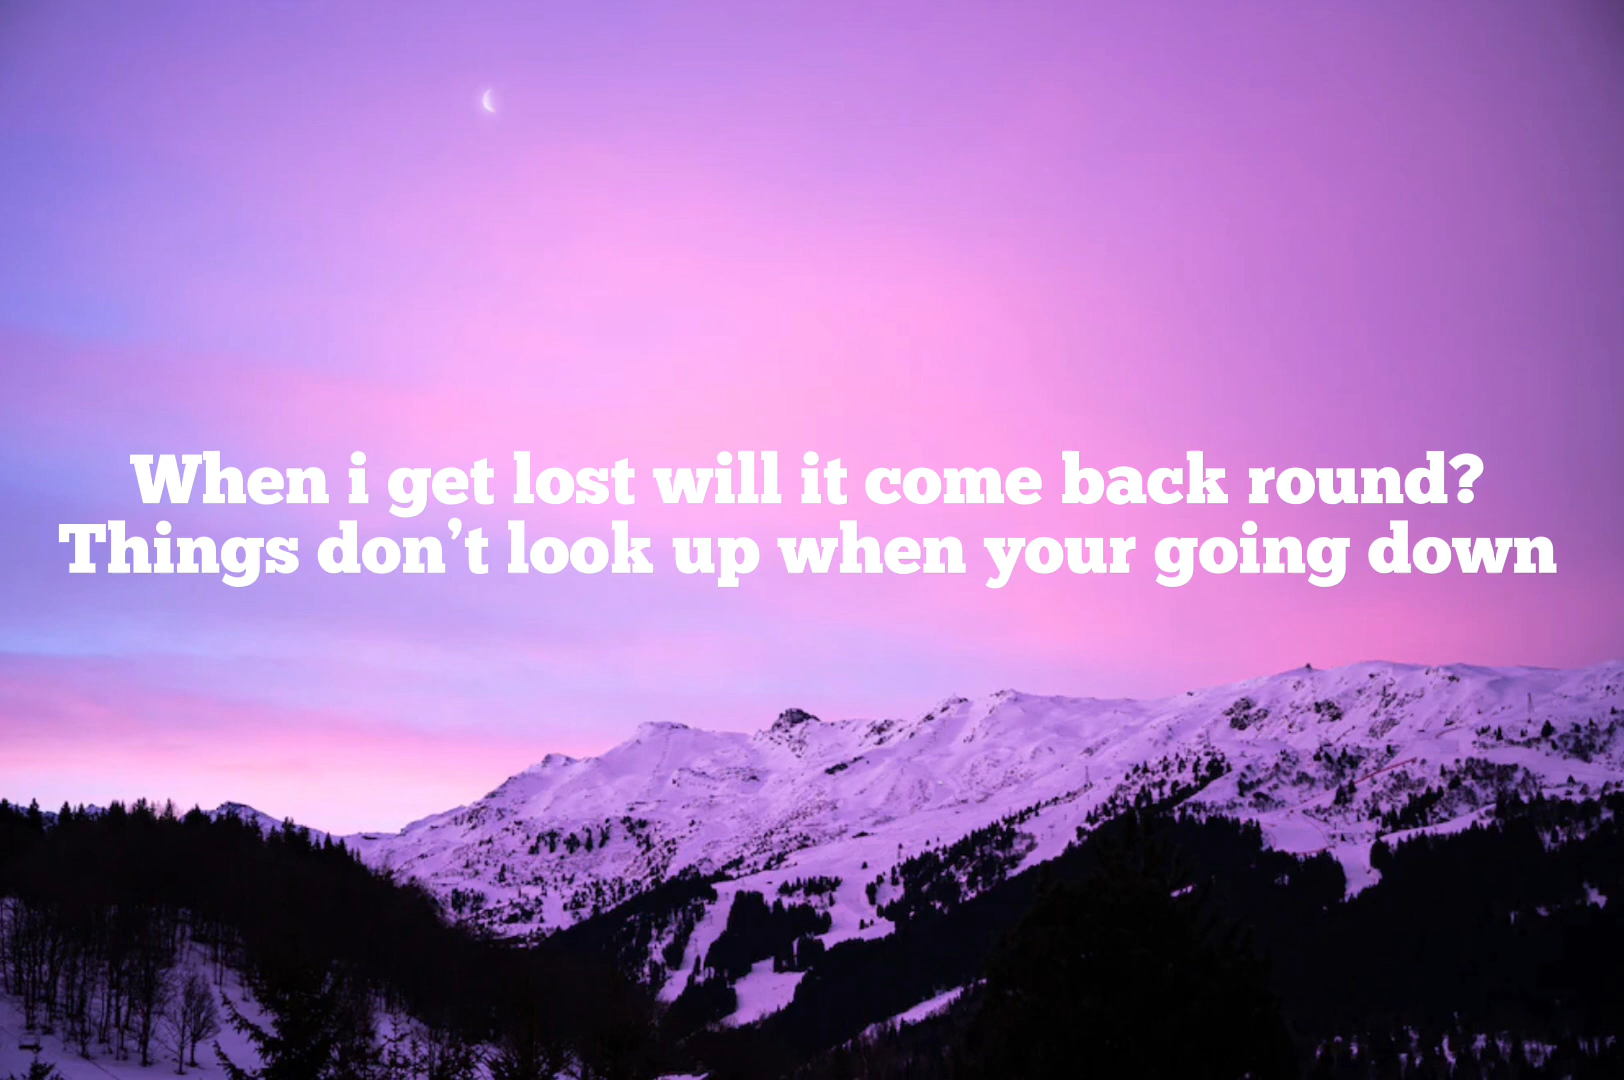 When i get lost will it come back round?
Things don’t look up when your going down